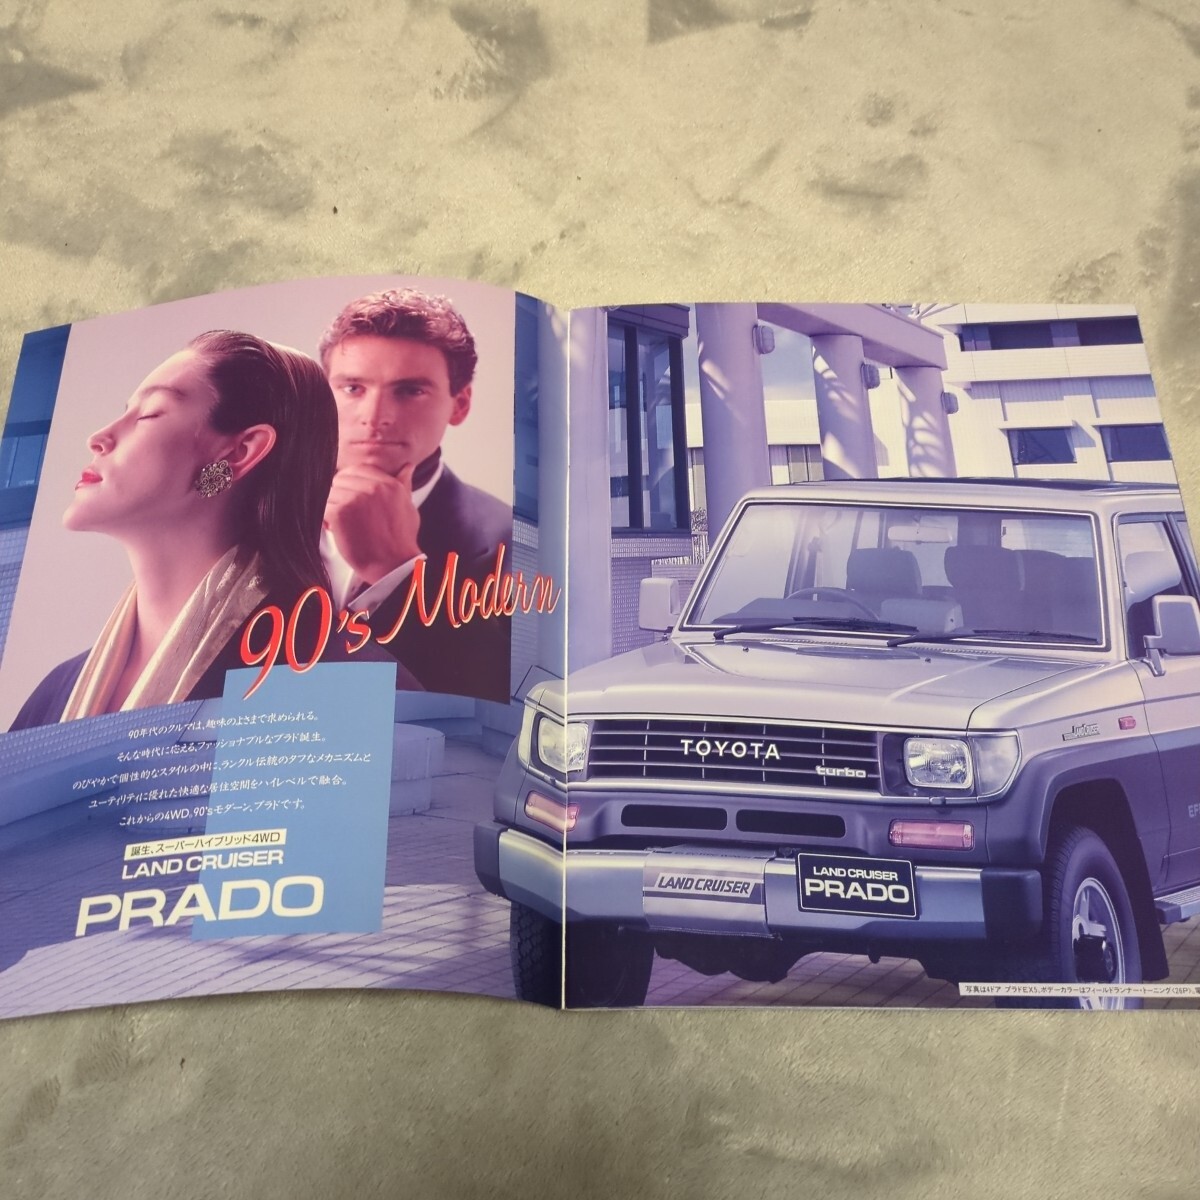 90's Modern
90年代のクルマは、趣味のよさまで求められる。
そんな時代に応えるファッショナブルなプラド誕生。
のびやかで個性的なスタイルの中に、ランクル伝統のタフなメカニズムと
ユーティリティに優れた快適な居住空間をハイレベルで融合。
これからの4WD。90'sモダーン、プラドです。
誕生、スーパーハイブリッド4WD
LAND CRUISER
PRADO
TOYOTA
turbo
LAND CRUISER
LAND CRUISER
PRADO
写真は4ドア プラドEX5。ボデーカラーはフィールドランナー・トーニング〈26P〉。